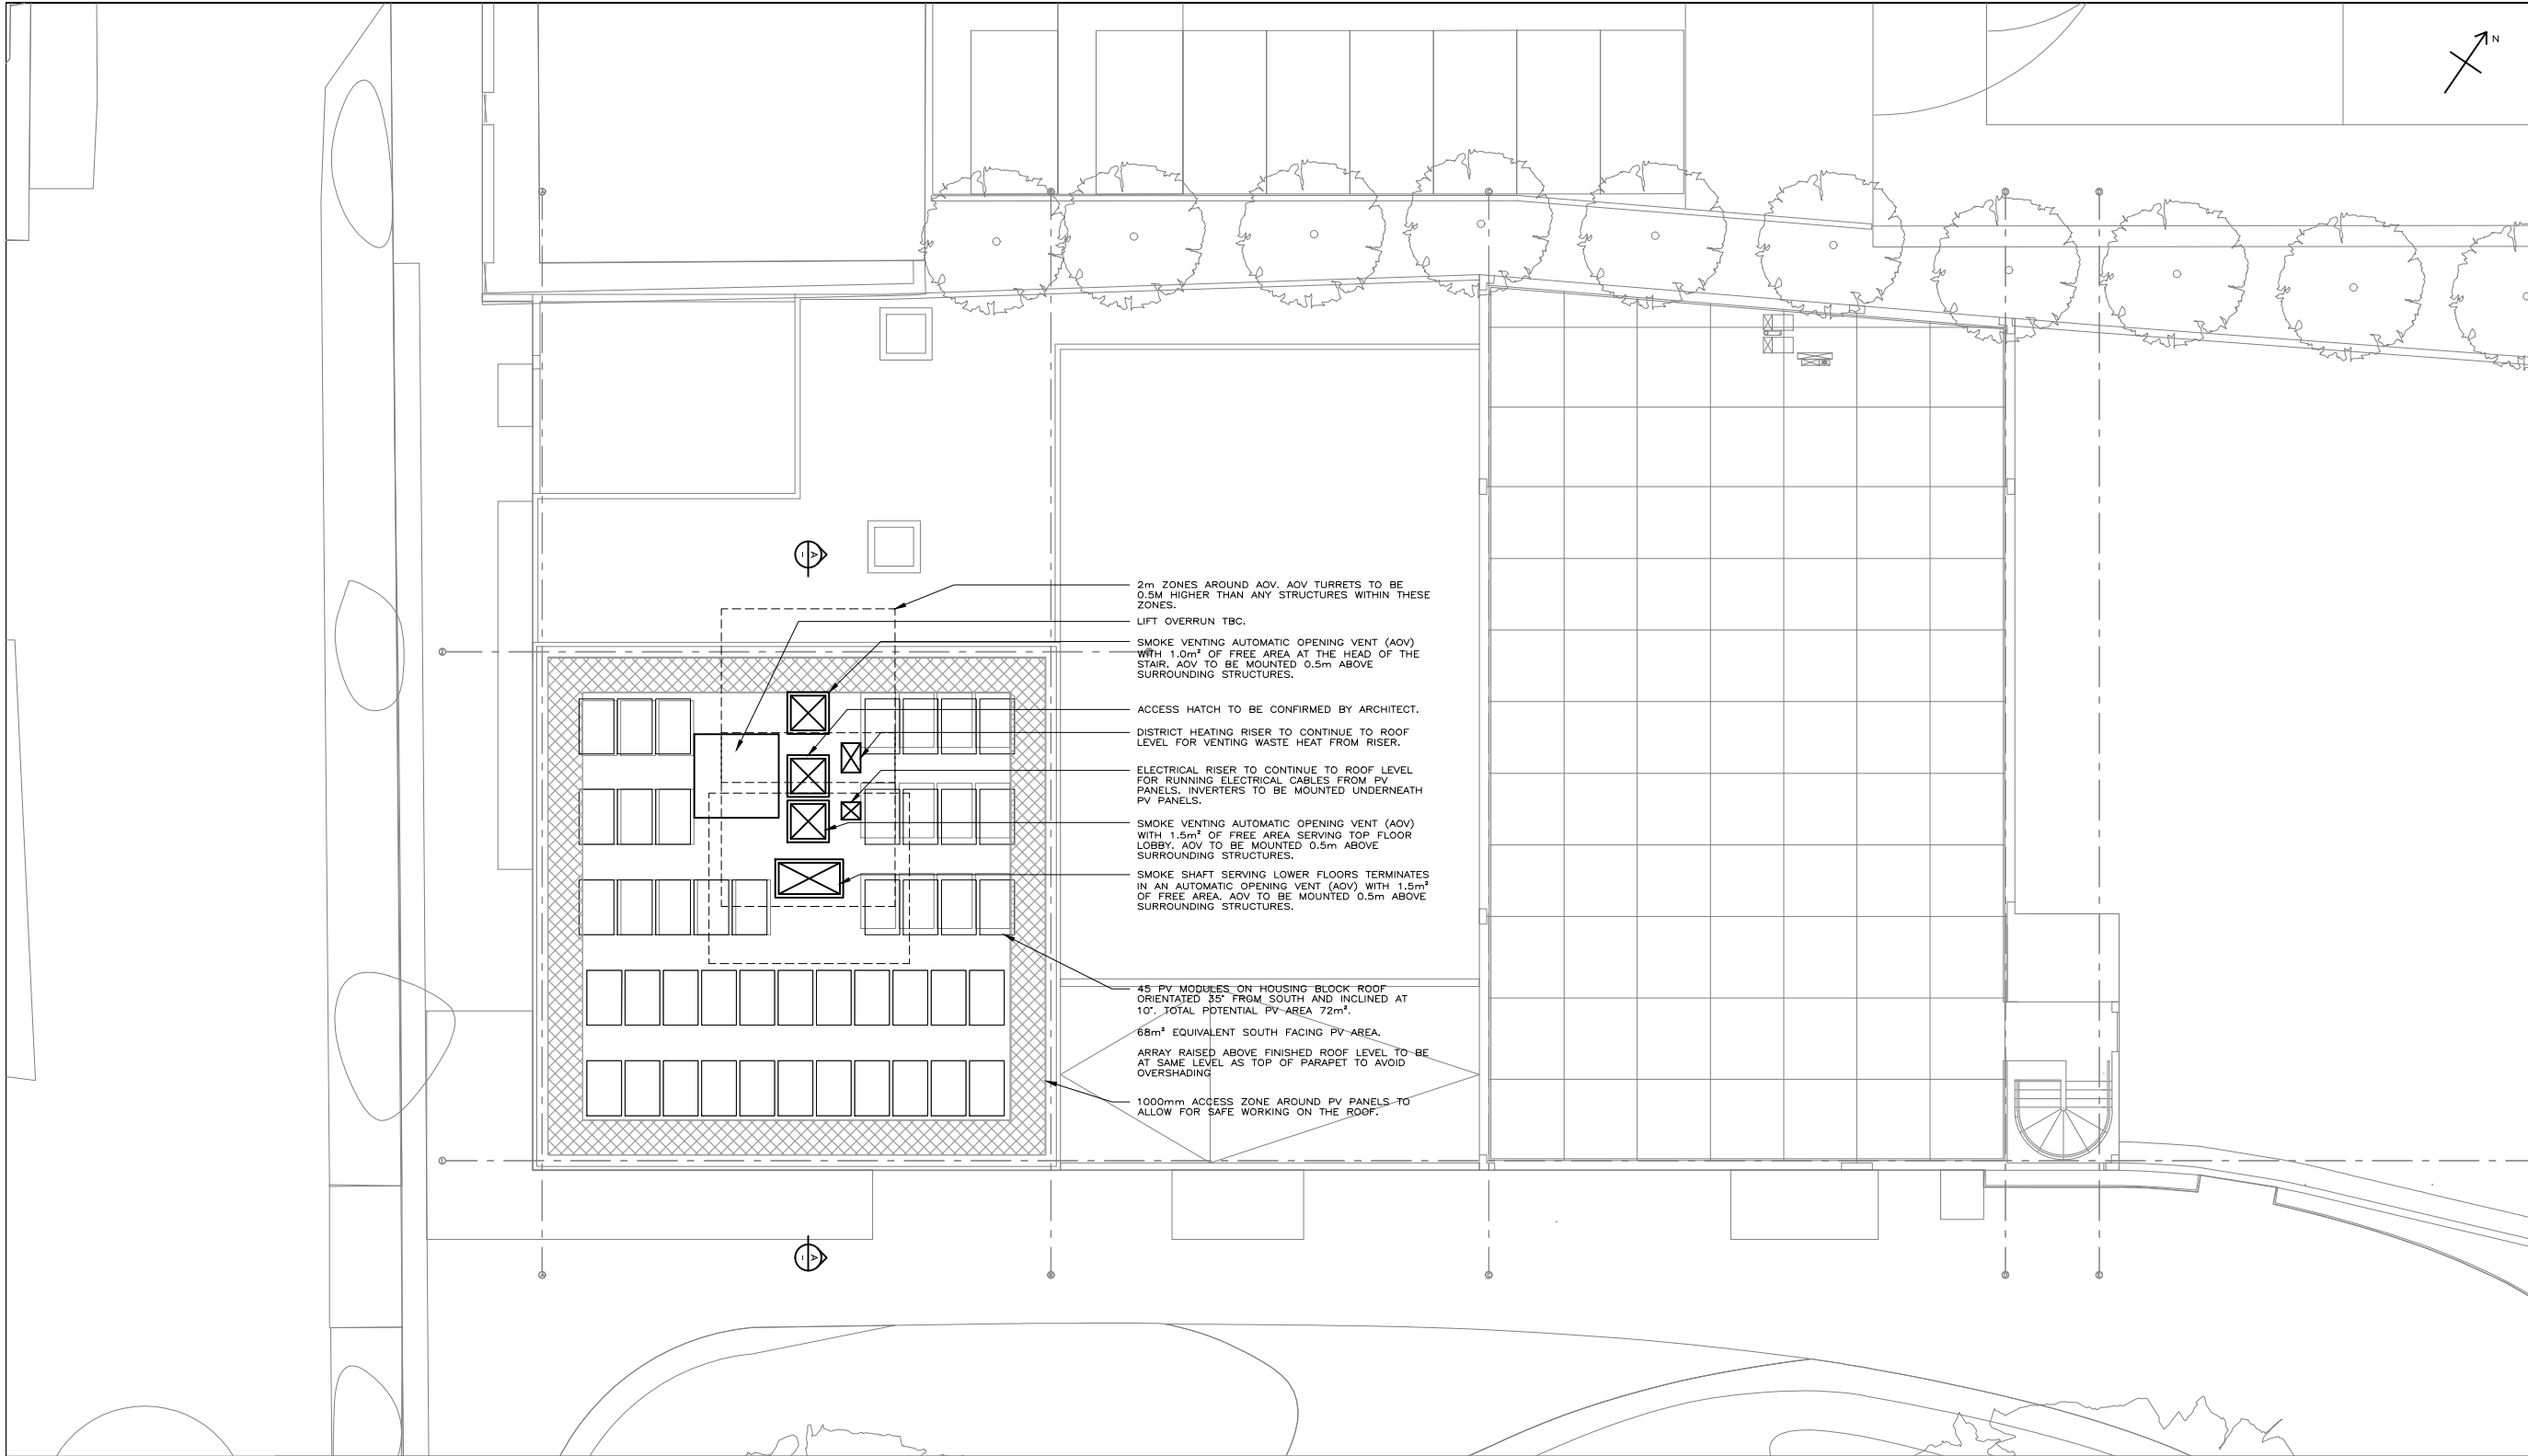 N
2m ZONES AROUND AOV. AOV TURRETS TO BE
0.5M HIGHER THAN ANY STRUCTURES WITHIN THESE
ZONES.
LIFT OVERRUN TBC.
SMOKE VENTING AUTOMATIC OPENING VENT (AOV)
WITH 1.0m² OF FREE AREA AT THE HEAD OF THE
STAIR. AOV TO BE MOUNTED 0.5m ABOVE
SURROUNDING STRUCTURES.
ACCESS HATCH TO BE CONFIRMED BY ARCHITECT.
DISTRICT HEATING RISER TO CONTINUE TO ROOF
LEVEL FOR VENTING WASTE HEAT FROM RISER.
ELECTRICAL RISER TO CONTINUE TO ROOF LEVEL
FOR RUNNING ELECTRICAL CABLES FROM PV
PANELS. INVERTERS TO BE MOUNTED UNDERNEATH
PV PANELS.
SMOKE VENTING AUTOMATIC OPENING VENT (AOV)
WITH 1.5m² OF FREE AREA SERVING TOP FLOOR
LOBBY. AOV TO BE MOUNTED 0.5m ABOVE
SURROUNDING STRUCTURES.
SMOKE SHAFT SERVING LOWER FLOORS TERMINATES
IN AN AUTOMATIC OPENING VENT (AOV) WITH 1.5m²
OF FREE AREA. AOV TO BE MOUNTED 0.5m ABOVE
SURROUNDING STRUCTURES.
45 PV MODULES ON HOUSING BLOCK ROOF
ORIENTATED 35° FROM SOUTH AND INCLINED AT
10°. TOTAL POTENTIAL PV AREA 72m².
68m² EQUIVALENT SOUTH FACING PV AREA.
ARRAY RAISED ABOVE FINISHED ROOF LEVEL TO BE
AT SAME LEVEL AS TOP OF PARAPET TO AVOID
OVERSHADING
1000mm ACCESS ZONE AROUND PV PANELS TO
ALLOW FOR SAFE WORKING ON THE ROOF.
A
A
2
1